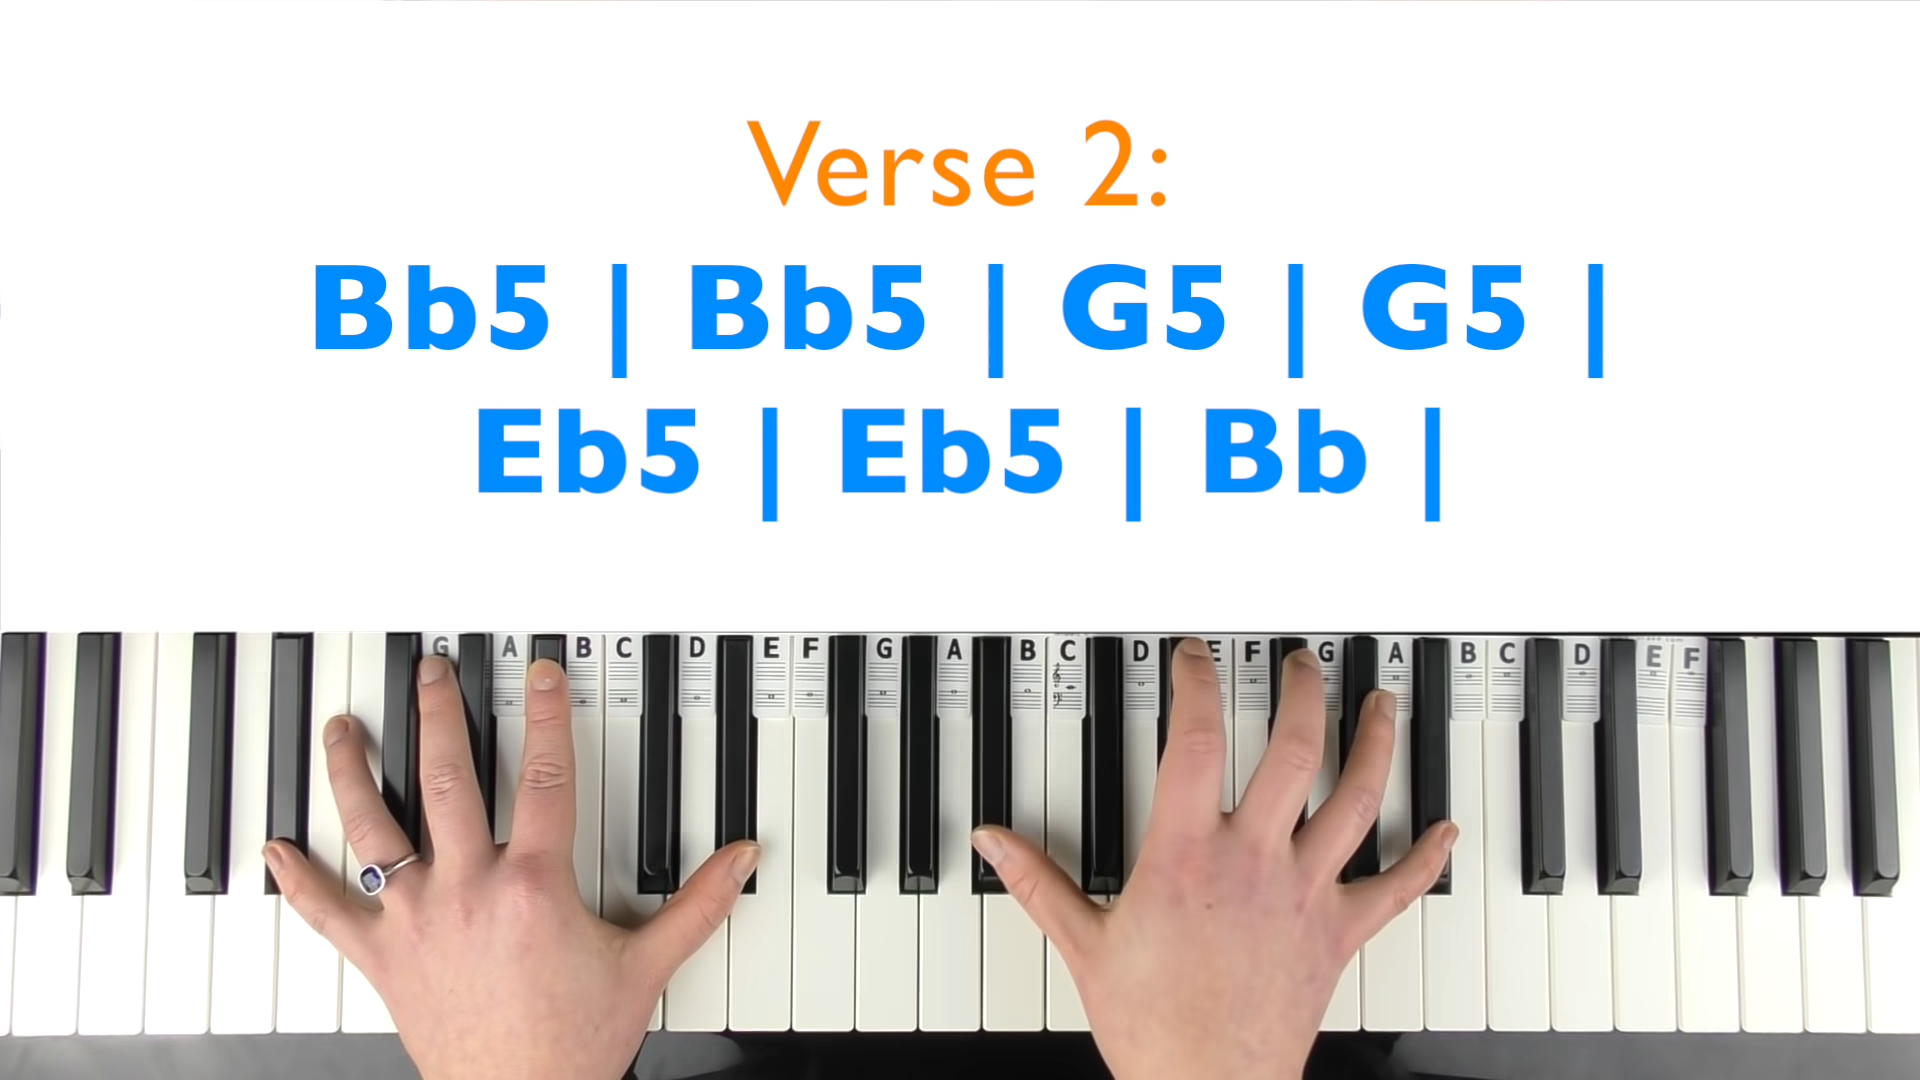 Verse 2:
Bb5 | Bb5 | G5 | G5 |
Eb5 | Eb5 | Bb |
G A B C D E F G A B C D E F G A B C D E F